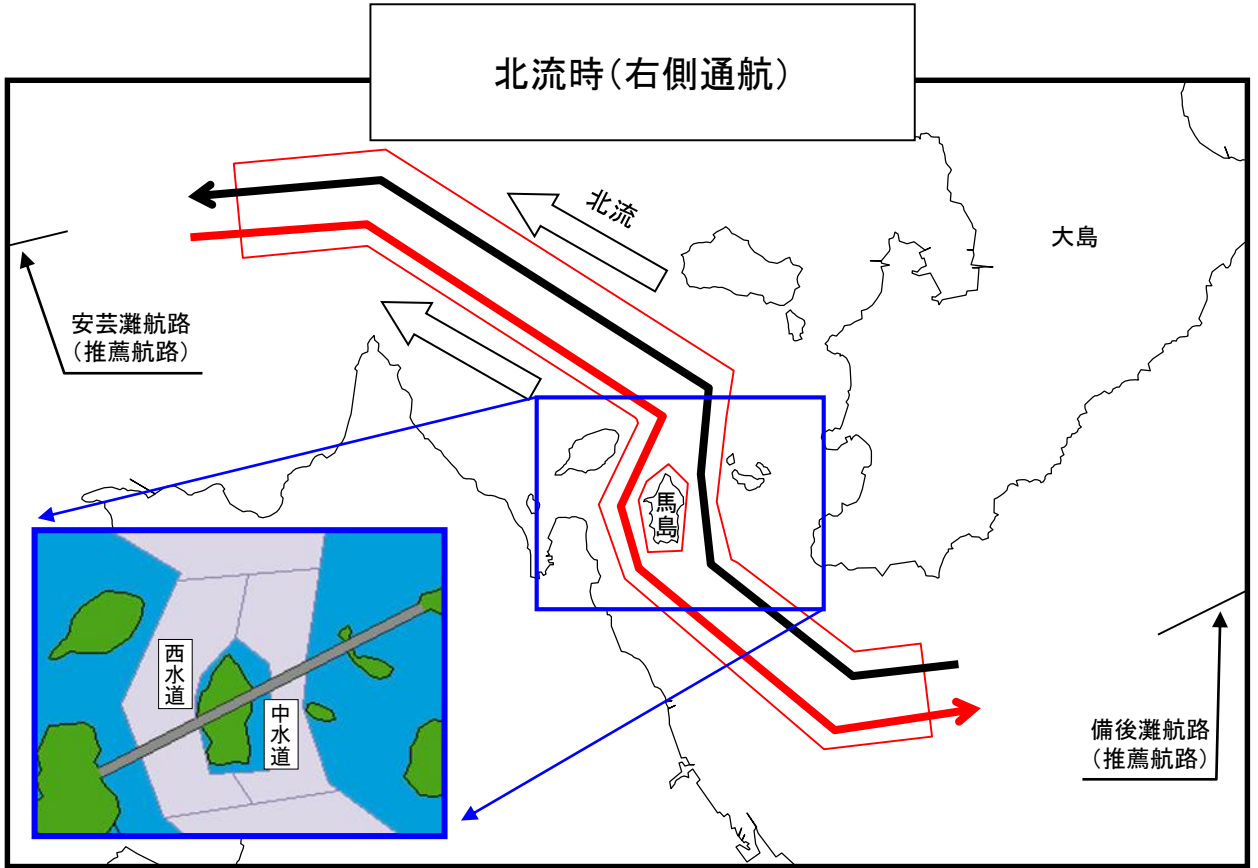 北流時（右側通航）
北流
大島
安芸灘航路
（推薦航路）
馬島
西水道
中水道
備後灘航路
（推薦航路）